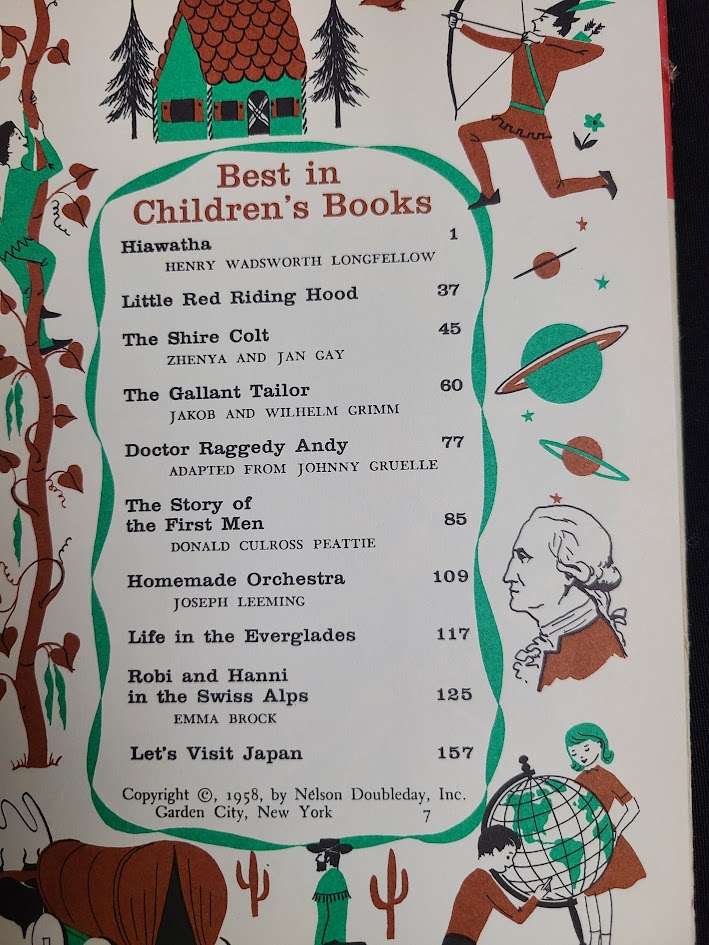 Best in
Children's Books
Hiawatha 1
HENRY WADSWORTH LONGFELLOW
Little Red Riding Hood 37
The Shire Colt 45
ZHENYA AND JAN GAY
The Gallant Tailor 60
JAKOB AND WILHELM GRIMM
Doctor Raggedy Andy 77
ADAPTED FROM JOHNNY GRUELLE
The Story of
the First Men 85
DONALD CULROSS PEATTIE
Homemade Orchestra 109
JOSEPH LEEMING
Life in the Everglades 117
Robi and Hanni
in the Swiss Alps 125
EMMA BROCK
Let's Visit Japan 157
Copyright ©, 1958, by Nelson Doubleday, Inc.
Garden City, New York 7